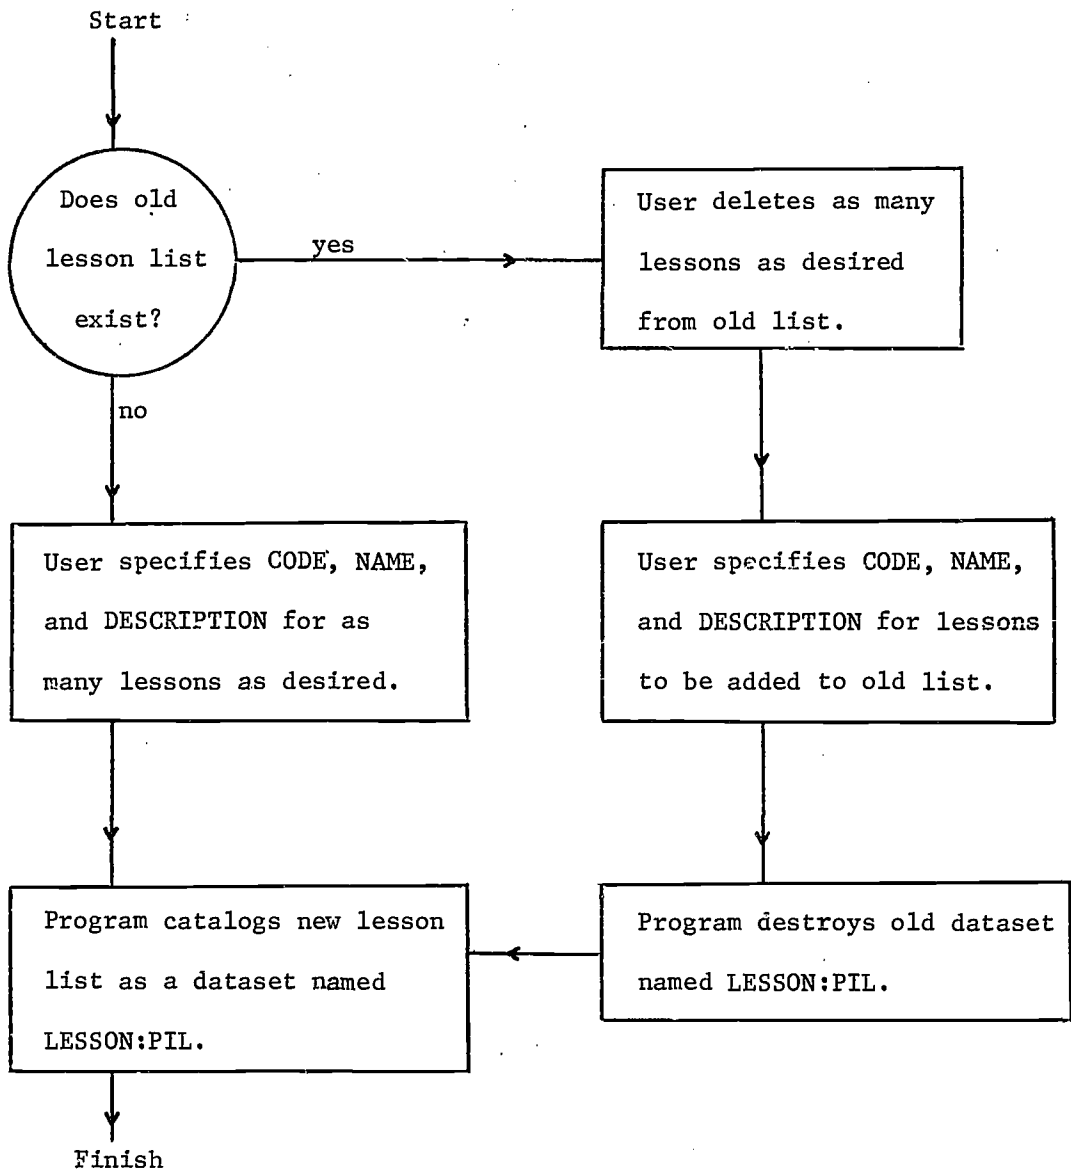 Start
Does old
lesson list
exist?
yes
User deletes as many
lessons as desired
from old list.
no
User specifies CODE, NAME,
and DESCRIPTION for as
many lessons as desired.
User specifies CODE, NAME,
and DESCRIPTION for lessons
to be added to old list.
Program catalogs new lesson
list as a dataset named
LESSON:PIL.
Program destroys old dataset
named LESSON:PIL.
Finish